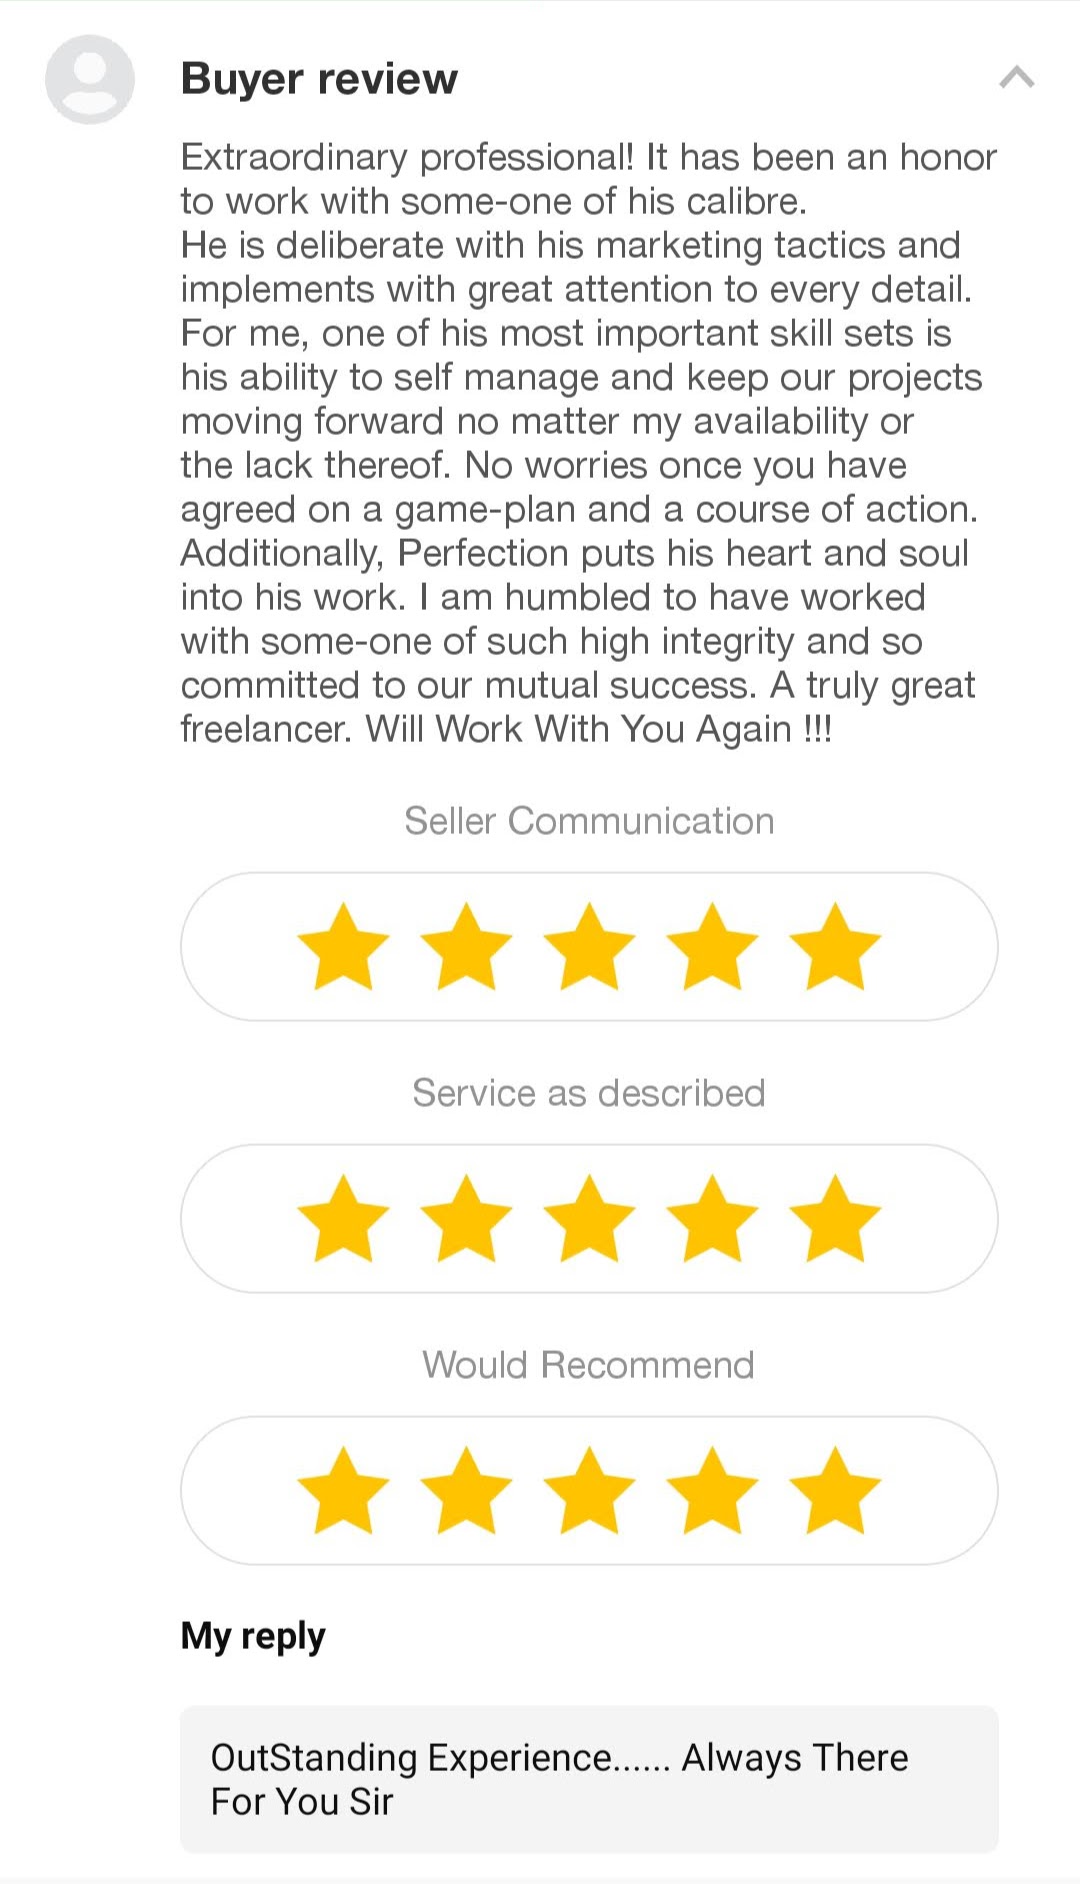 Buyer review
Extraordinary professional! It has been an honor
to work with some-one of his calibre.
He is deliberate with his marketing tactics and
implements with great attention to every detail.
For me, one of his most important skill sets is
his ability to self manage and keep our projects
moving forward no matter my availability or
the lack thereof. No worries once you have
agreed on a game-plan and a course of action.
Additionally, Perfection puts his heart and soul
into his work. I am humbled to have worked
with some-one of such high integrity and so
committed to our mutual success. A truly great
freelancer. Will Work With You Again !!!
Seller Communication
Service as described
Would Recommend
My reply
OutStanding Experience...... Always There
For You Sir